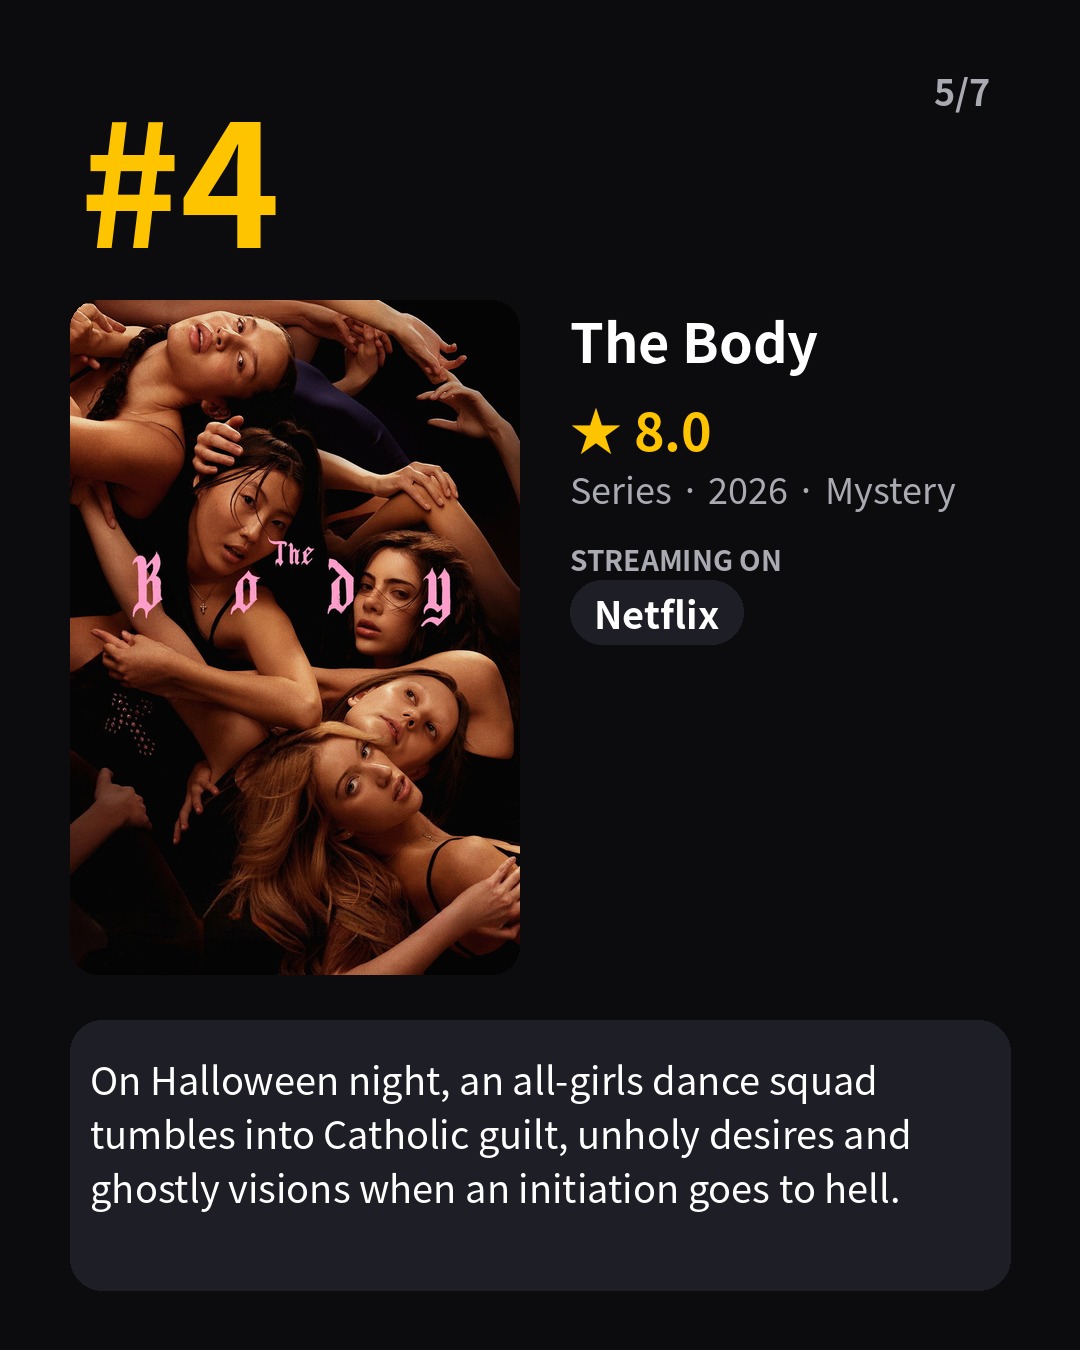 5/7
#4
The Body
The
Body
★ 8.0
Series · 2026 · Mystery
STREAMING ON
Netflix
On Halloween night, an all-girls dance squad
tumbles into Catholic guilt, unholy desires and
ghostly visions when an initiation goes to hell.